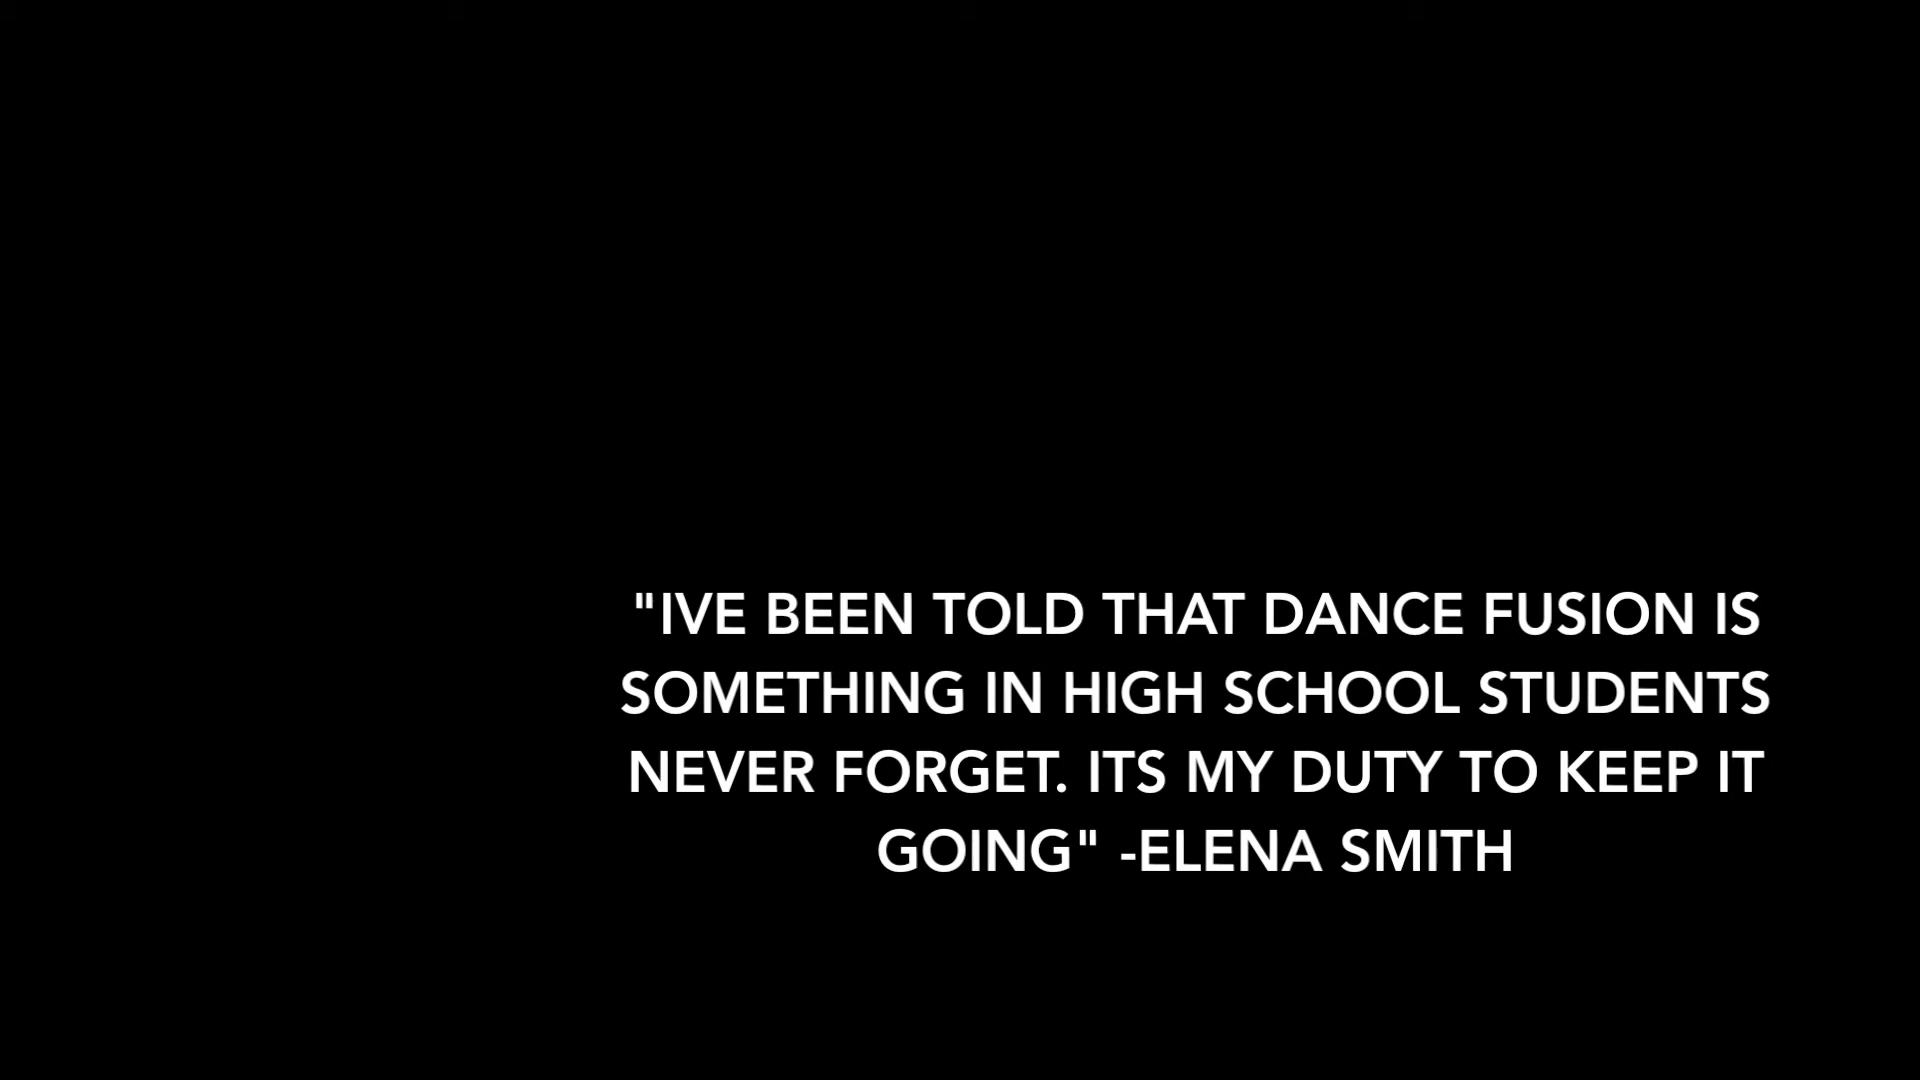 "IVE BEEN TOLD THAT DANCE FUSION IS
SOMETHING IN HIGH SCHOOL STUDENTS
NEVER FORGET. ITS MY DUTY TO KEEP IT
GOING" -ELENA SMITH